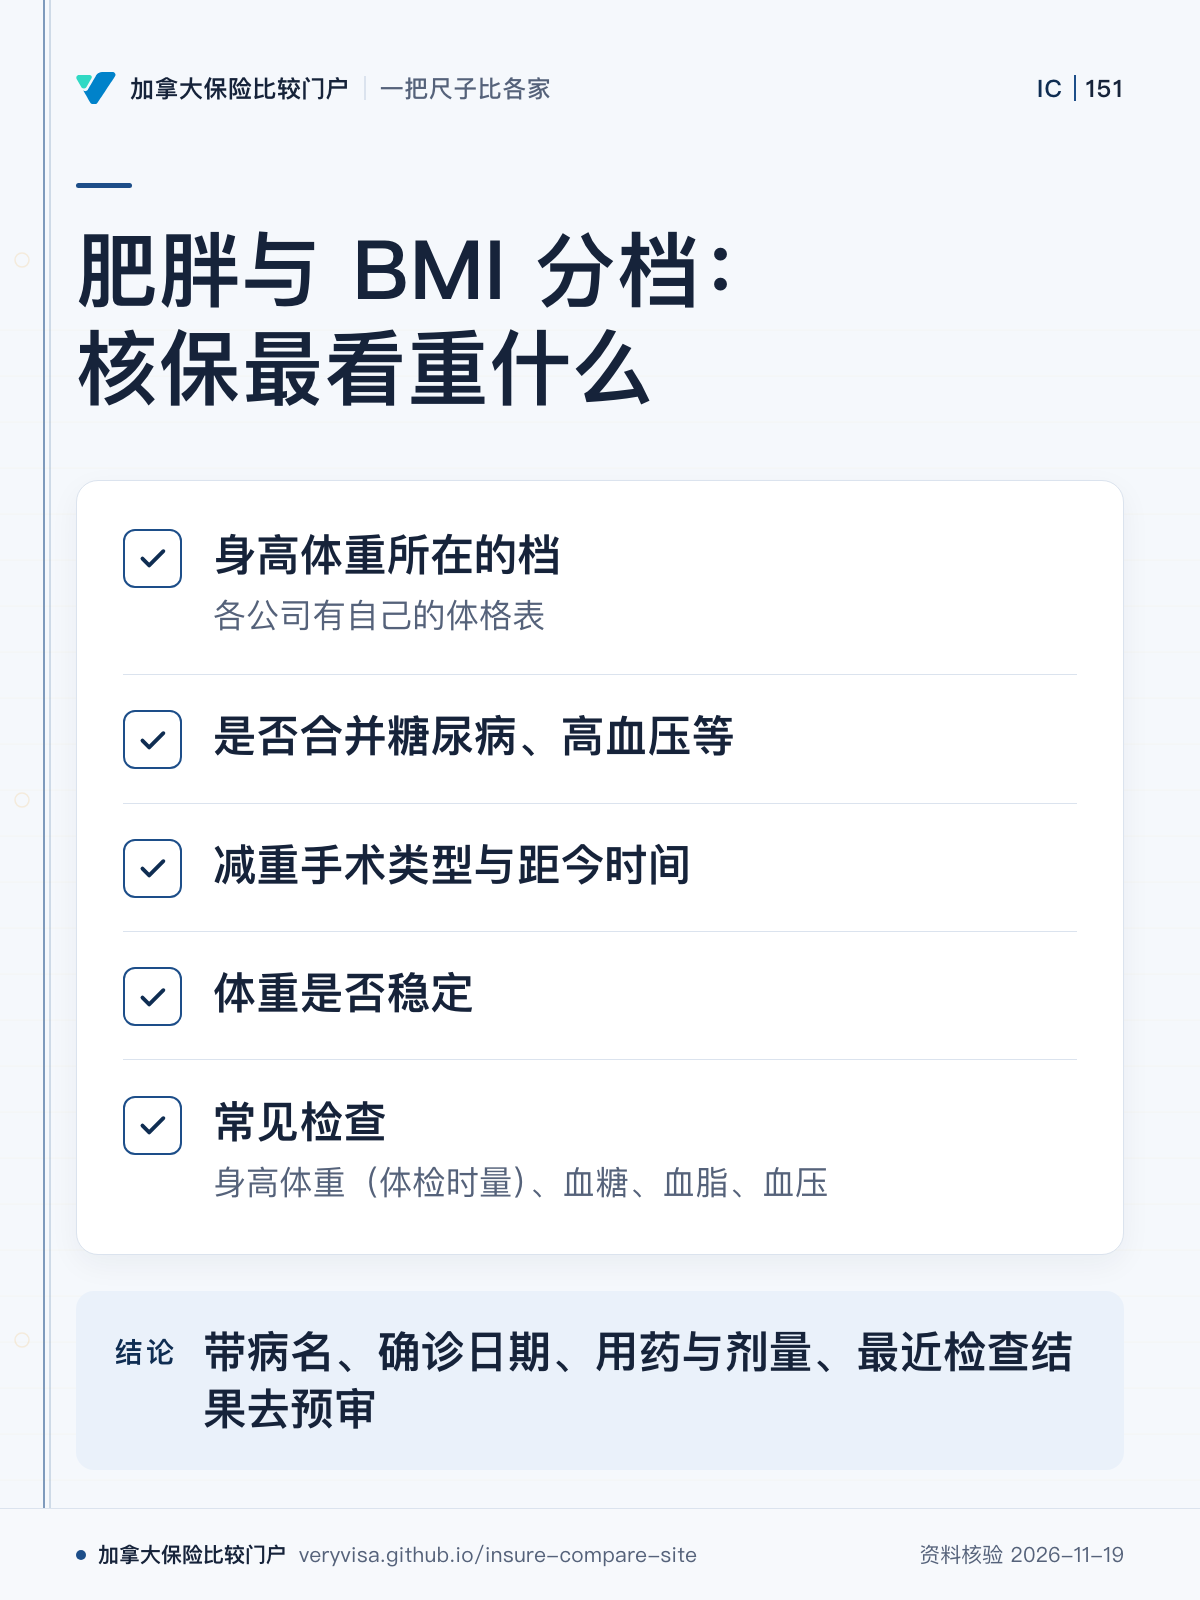 加拿大保险比较门户 | 一把尺子比各家
IC | 151
肥胖与 BMI 分档：
核保最看重什么
身高体重所在的档
各公司有自己的体格表
是否合并糖尿病、高血压等
减重手术类型与距今时间
体重是否稳定
常见检查
身高体重（体检时量）、血糖、血脂、血压
结论
带病名、确诊日期、用药与剂量、最近检查结
果去预审
加拿大保险比较门户 veryvisa.github.io/insure-compare-site
资料核验 2026-11-19